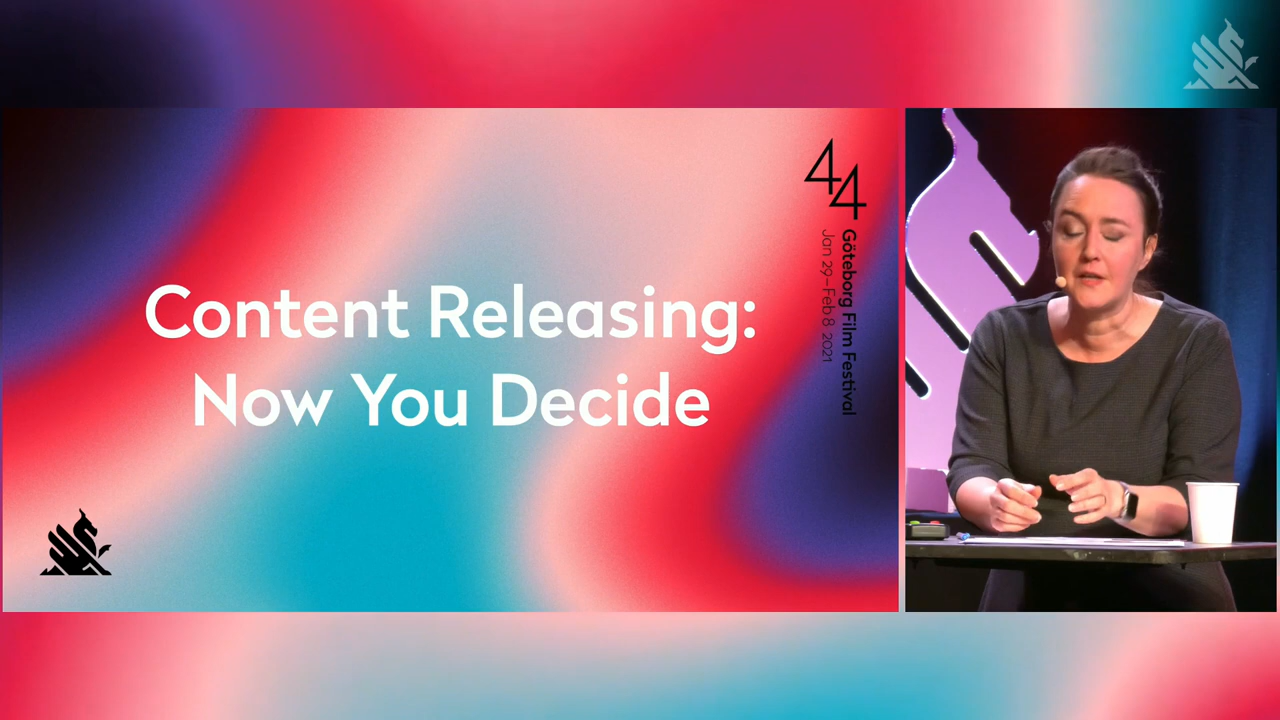 Content Releasing:
Now You Decide
44
Göteborg Film Festival
Jan 29–Feb 8 2021